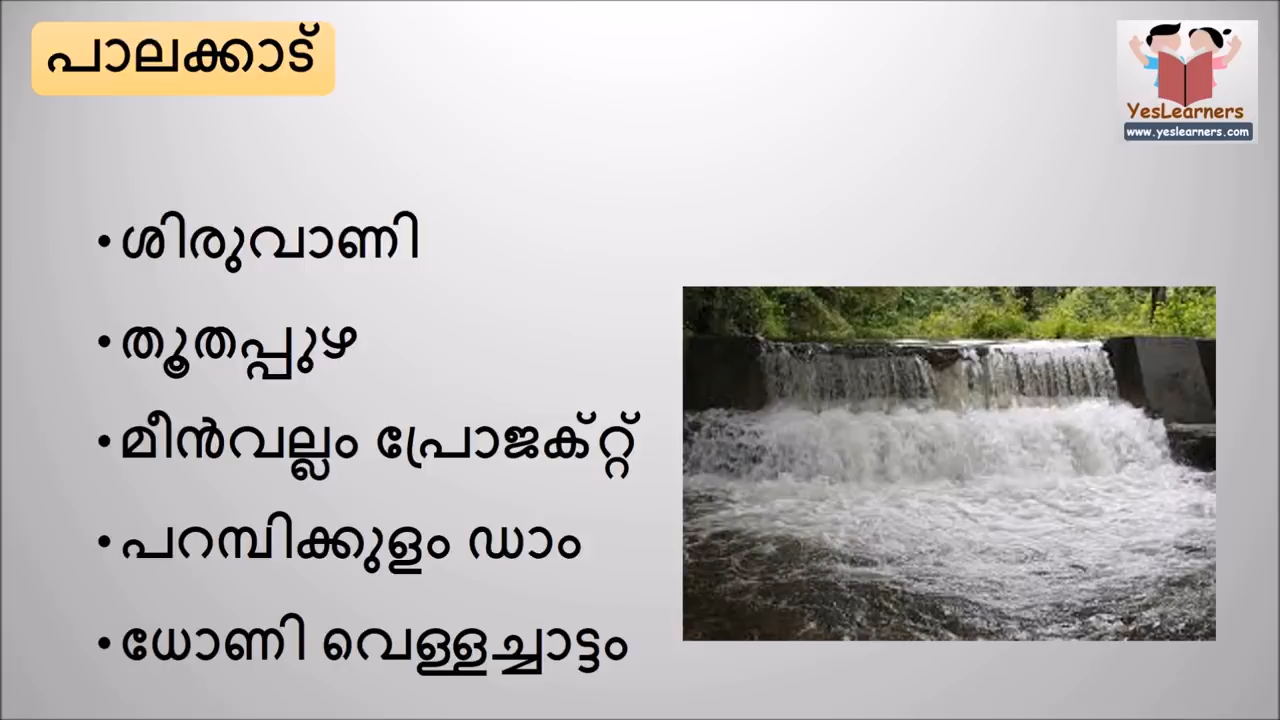 പാലക്കാട്
YesLearners
www.yeslearners.com
•ശിരുവാണി
•തൂതപ്പുഴ
•മീൻവല്ലം പ്രോജക്റ്റ്
•പറമ്പിക്കുളം ഡാം
•ധോണി വെള്ളച്ചാട്ടം